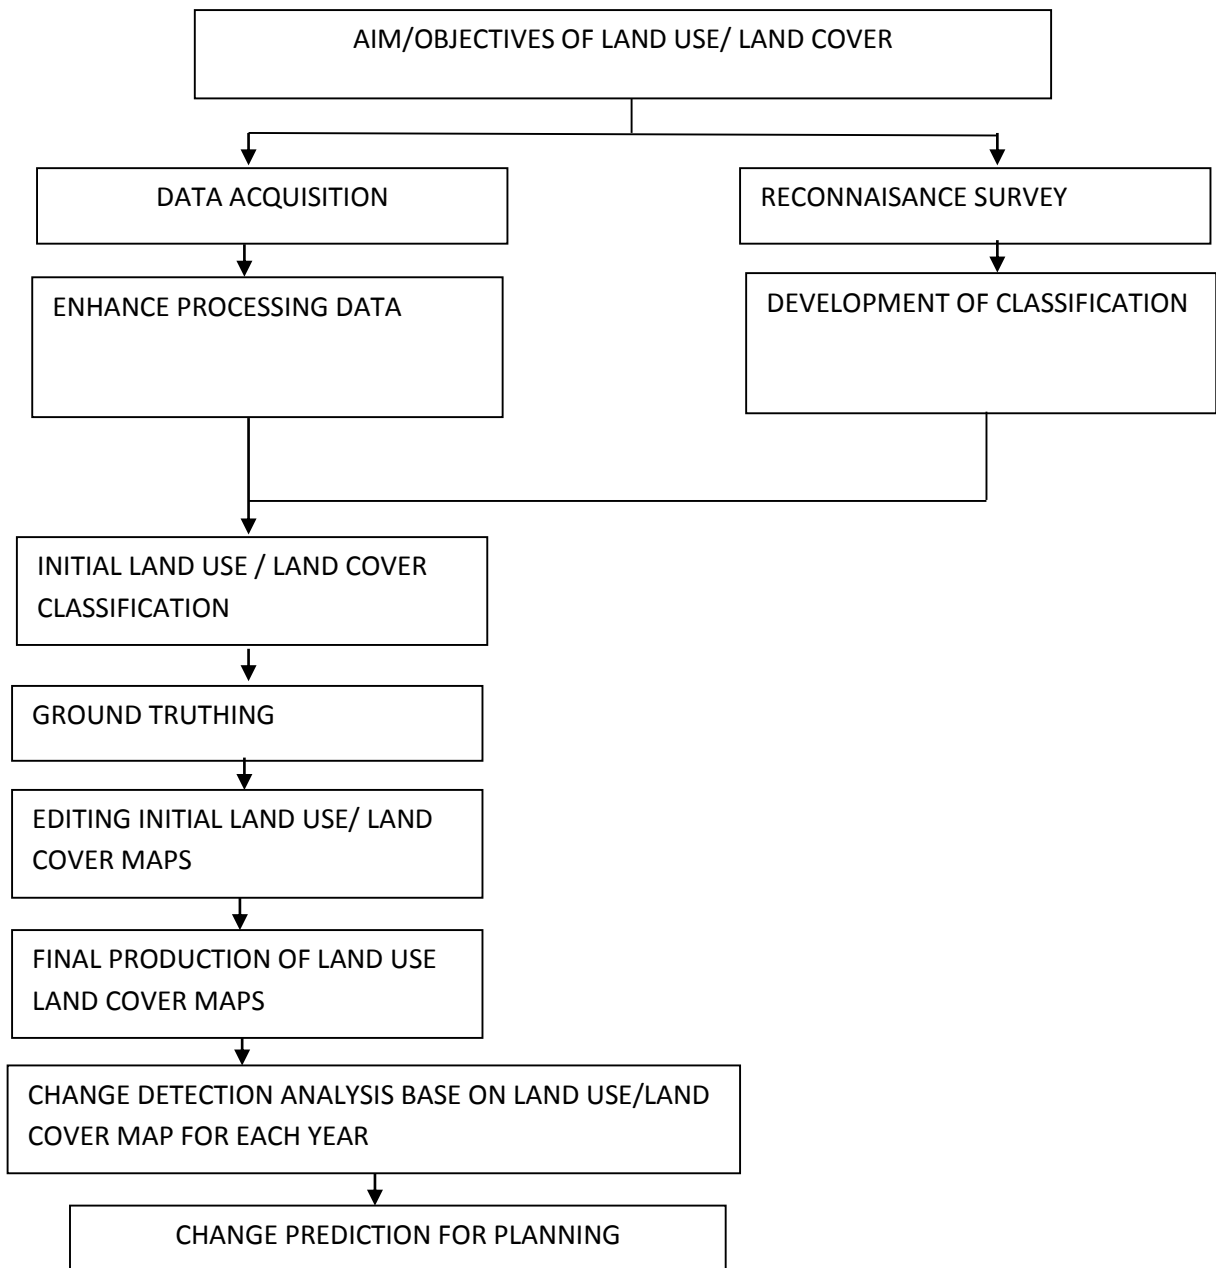 AIM/OBJECTIVES OF LAND USE/ LAND COVER
DATA ACQUISITION
RECONNAISANCE SURVEY
ENHANCE PROCESSING DATA
DEVELOPMENT OF CLASSIFICATION
INITIAL LAND USE / LAND COVER
CLASSIFICATION
GROUND TRUTHING
EDITING INITIAL LAND USE/ LAND
COVER MAPS
FINAL PRODUCTION OF LAND USE
LAND COVER MAPS
CHANGE DETECTION ANALYSIS BASE ON LAND USE/LAND
COVER MAP FOR EACH YEAR
CHANGE PREDICTION FOR PLANNING